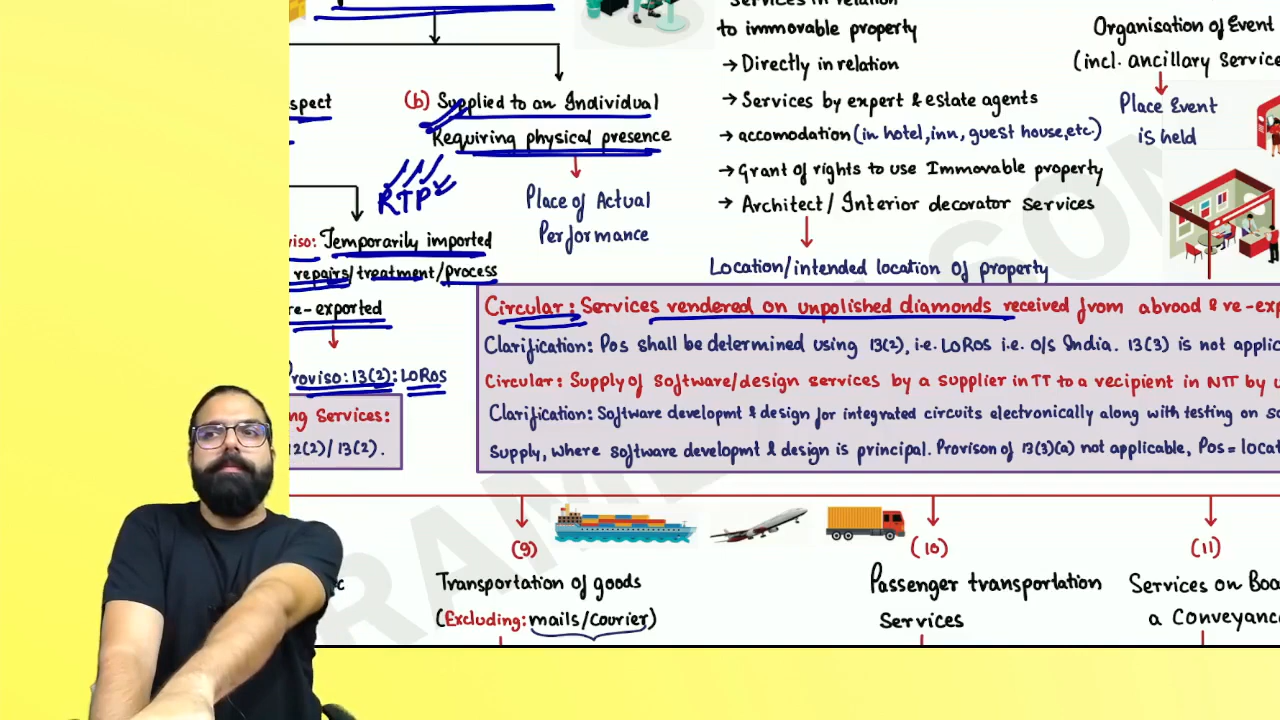 Services in relation
to immovable property
→ Directly in relation
→ Services by expert & estate agents
→ accomodation (in hotel, inn, guest house, etc)
→ Grant of rights to use Immovable property
→ Architect / Interior decorator services
Location/intended location of property
Organisation of Event
(incl. ancillary service
Place Event
is held
spect
(b) Supplied to an Individual
Requiring physical presence
RTP
Place of Actual
Performance
viso: Temporarily imported
repairs/treatment/process
re-exported
roviso: 13(2): LoRos
ng Services:
12(2)/ 13(2).
Circular: Services rendered on unpolished diamonds received from abroad & re-exp
Clarification: Pos shall be determined using 13(2), i.e. LoRoS i.e. O/s India. 13(3) is not applic
Circular: Supply of Software/design services by a supplier in TT to a recipient in NTT by u
Clarification: Software developmt & design for integrated circuits electronically along with testing on sa
Supply, where software developmt & design is principal. Provison of 13(3)(a) not applicable, Pos = locat
(9)
Transportation of goods
(Excluding: mails/courier)
(10)
Passenger transportation
Services
(11)
Services on Boa
a Conveyanc